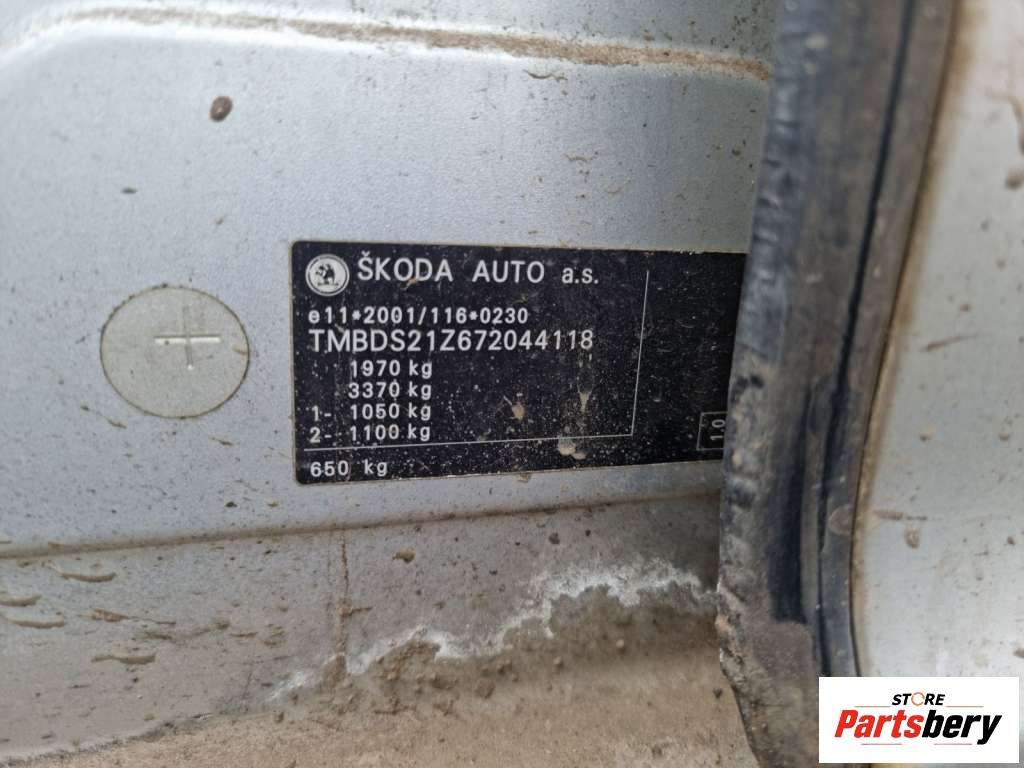 ŠKODA AUTO a.s.
e11*2001/116*0230
TMBDS21Z672044118
1970 kg
3370 kg
1- 1050 kg
2- 1100 kg
650 kg
10
STORE
Partsbery